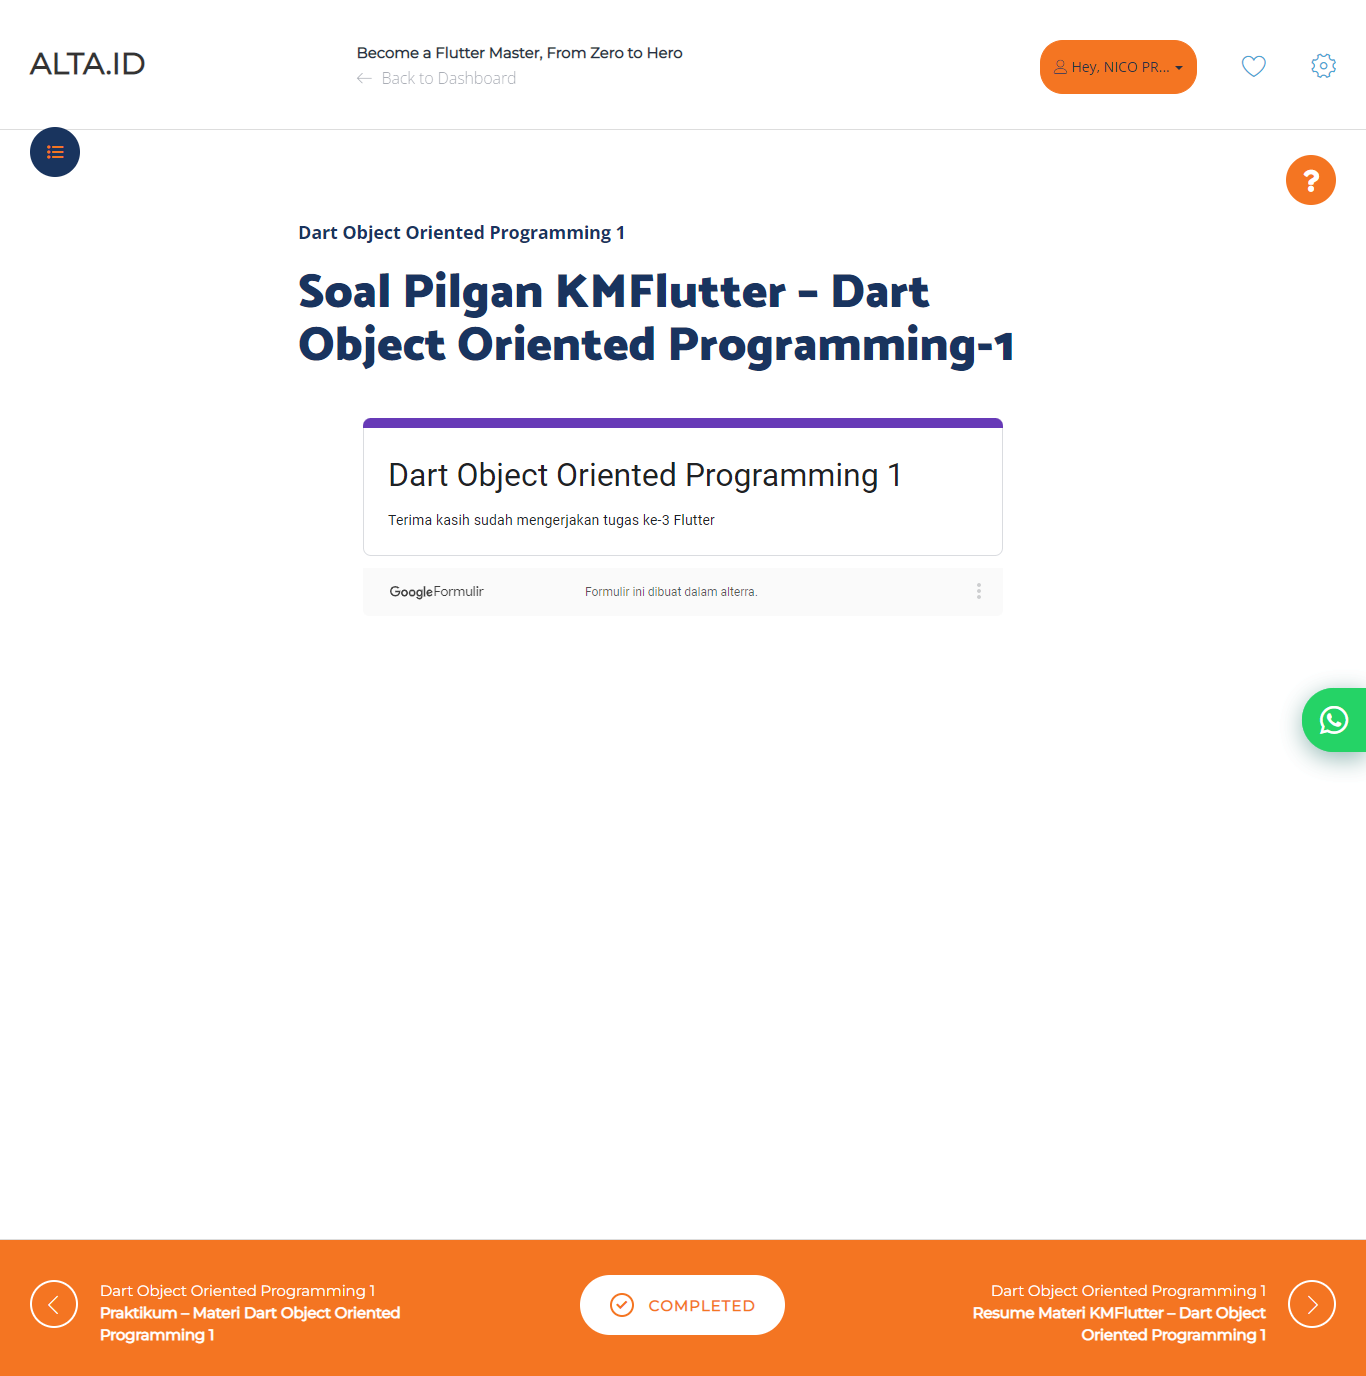 ALTA.ID
Become a Flutter Master, From Zero to Hero
Back to Dashboard
Hey, NICO PR...
Dart Object Oriented Programming 1
Soal Pilgan KMFlutter – Dart
Object Oriented Programming-1
Dart Object Oriented Programming 1
Terima kasih sudah mengerjakan tugas ke-3 Flutter
Google Formulir
Formulir ini dibuat dalam alterra.
Dart Object Oriented Programming 1
Praktikum – Materi Dart Object Oriented
Programming 1
COMPLETED
Dart Object Oriented Programming 1
Resume Materi KMFlutter – Dart Object
Oriented Programming 1